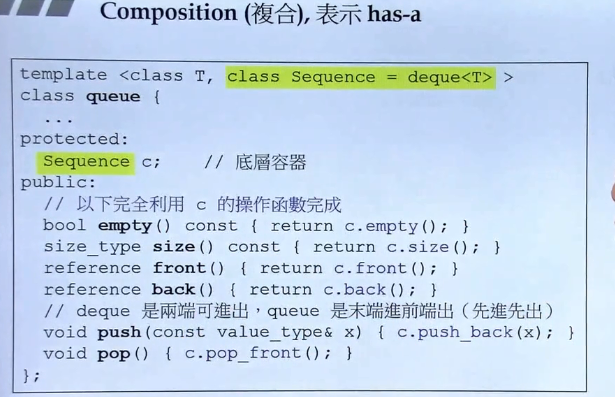 Composition (複合), 表示 has-a
template <class T, class Sequence = deque<T> >
class queue {
...
protected:
Sequence c; // 底層容器
public:
// 以下完全利用 c 的操作函數完成
bool empty() const { return c.empty(); }
size_type size() const { return c.size(); }
reference front() { return c.front(); }
reference back() { return c.back(); }
// deque 是兩端可進出，queue 是末端進前端出（先進先出）
void push(const value_type& x) { c.push_back(x); }
void pop() { c.pop_front(); }
};